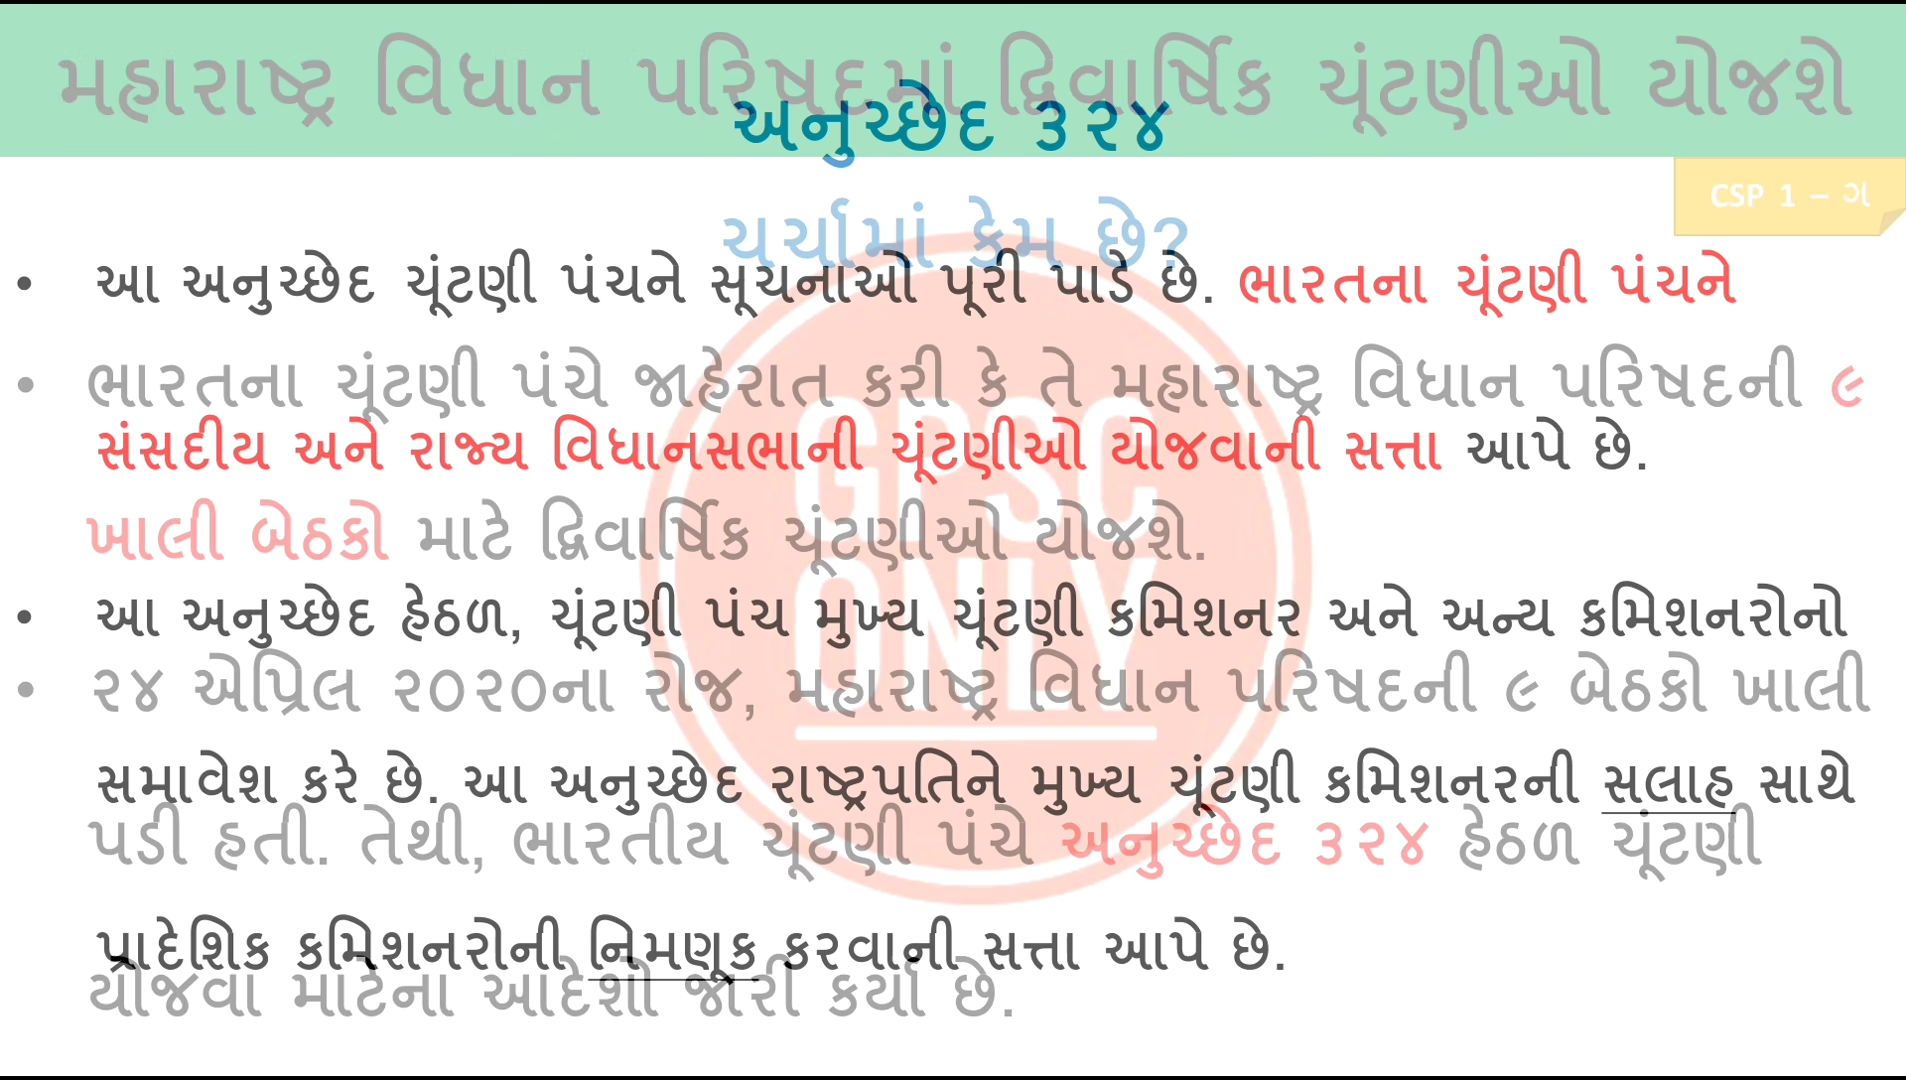 મહારાષ્ટ્ર વિધાન પરિષદમાં દ્વિવાર્ષિક ચૂંટણીઓ યોજશે
અનુચ્છેદ ૩૨૪
CSP 1 – ગ
ચર્ચામાં કેમ છે?
• આ અનુચ્છેદ ચૂંટણી પંચને સૂચનાઓ પૂરી પાડે છે. ભારતના ચૂંટણી પંચને
• ભારતના ચૂંટણી પંચે જાહેરાત કરી કે તે મહારાષ્ટ્ર વિધાન પરિષદની ૯
સંસદીય અને રાજ્ય વિધાનસભાની ચૂંટણીઓ યોજવાની સત્તા આપે છે.
ખાલી બેઠકો માટે દ્વિવાર્ષિક ચૂંટણીઓ યોજશે.
• આ અનુચ્છેદ હેઠળ, ચૂંટણી પંચ મુખ્ય ચૂંટણી કમિશનર અને અન્ય કમિશનરોનો
• ૨૪ એપ્રિલ ૨૦૨૦ના રોજ, મહારાષ્ટ્ર વિધાન પરિષદની ૯ બેઠકો ખાલી
સમાવેશ કરે છે. આ અનુચ્છેદ રાષ્ટ્રપતિને મુખ્ય ચૂંટણી કમિશનરની સલાહ સાથે
પડી હતી. તેથી, ભારતીય ચૂંટણી પંચે અનુચ્છેદ ૩૨૪ હેઠળ ચૂંટણી
પ્રાદેશિક કમિશનરોની નિમણૂક કરવાની સત્તા આપે છે.
યોજવા માટેના આદેશો જારી કર્યા છે.
GPSC
ONLY